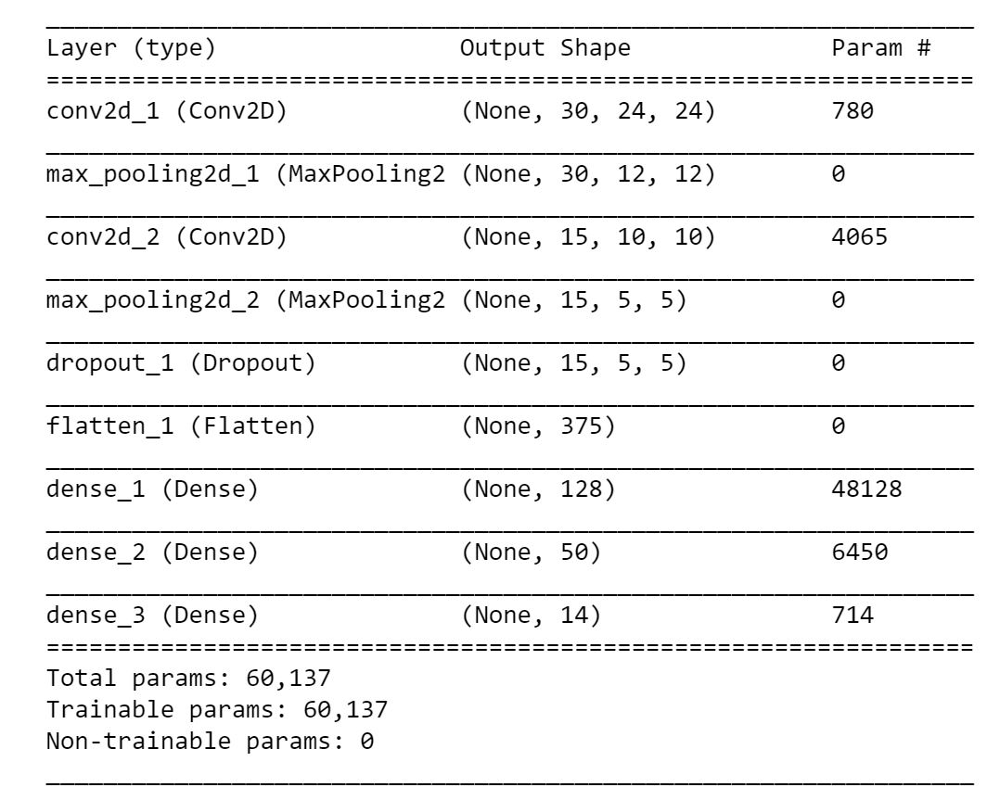 _________________________________________________________________
Layer (type)                 Output Shape              Param #
=================================================================
conv2d_1 (Conv2D)            (None, 30, 24, 24)        780
_________________________________________________________________
max_pooling2d_1 (MaxPooling2 (None, 30, 12, 12)        0
_________________________________________________________________
conv2d_2 (Conv2D)            (None, 15, 10, 10)        4065
_________________________________________________________________
max_pooling2d_2 (MaxPooling2 (None, 15, 5, 5)          0
_________________________________________________________________
dropout_1 (Dropout)          (None, 15, 5, 5)          0
_________________________________________________________________
flatten_1 (Flatten)          (None, 375)               0
_________________________________________________________________
dense_1 (Dense)              (None, 128)               48128
_________________________________________________________________
dense_2 (Dense)              (None, 50)                6450
_________________________________________________________________
dense_3 (Dense)              (None, 14)                714
=================================================================
Total params: 60,137
Trainable params: 60,137
Non-trainable params: 0
_________________________________________________________________